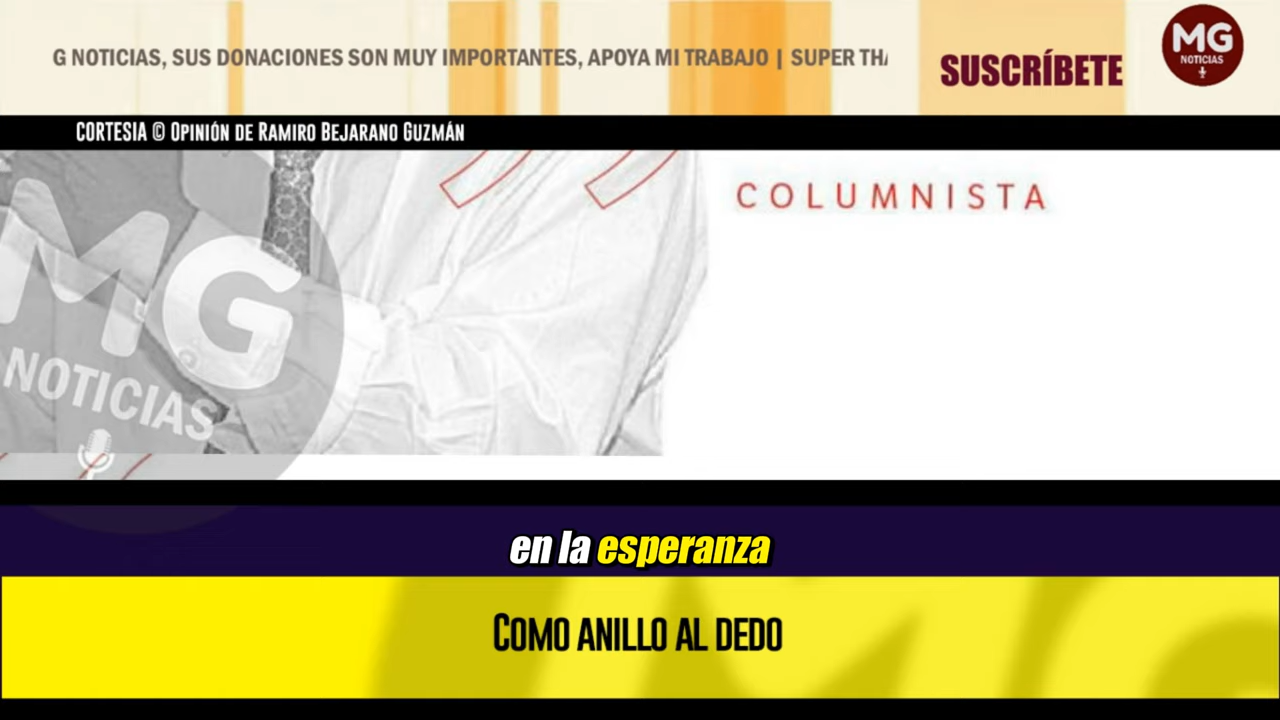 G NOTICIAS, SUS DONACIONES SON MUY IMPORTANTES, APOYA MI TRABAJO | SUPER THA
SUSCRÍBETE
MG
NOTICIAS
CORTESIA © OPINIÓN DE RAMIRO BEJARANO GUZMÁN
COLUMNISTA
MG
NOTICIAS
en la esperanza
COMO ANILLO AL DEDO